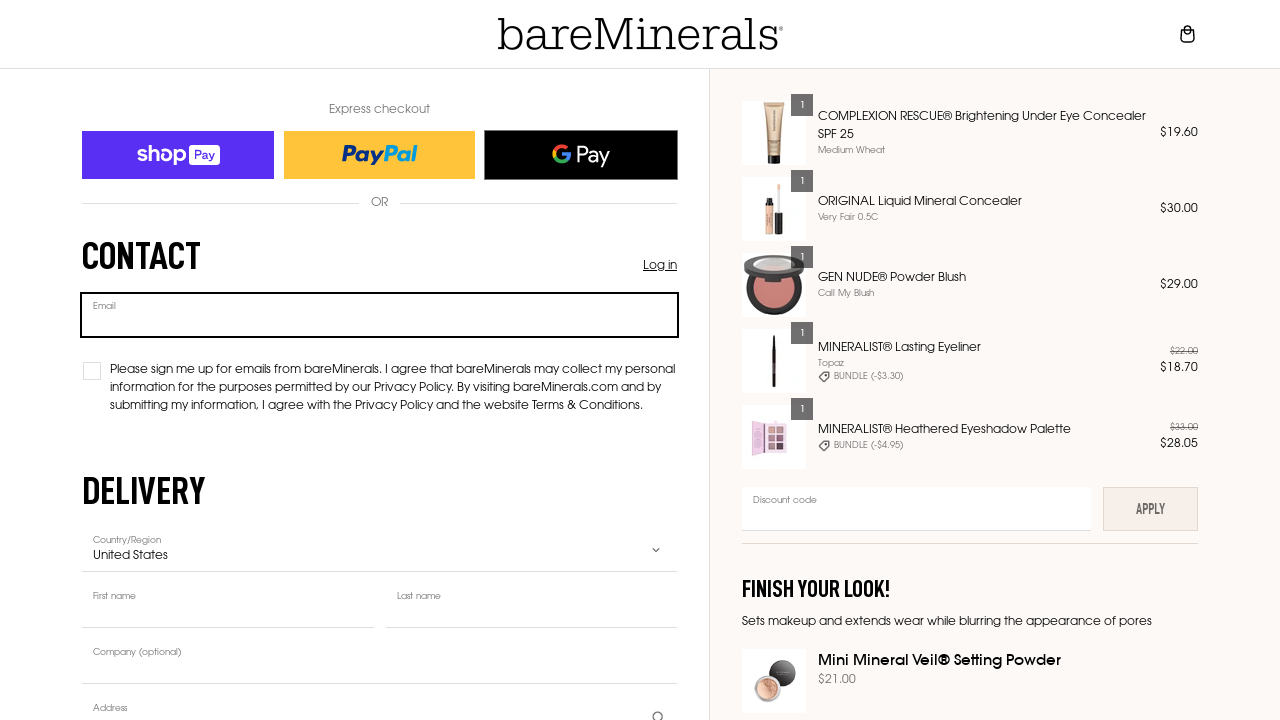 bareMinerals®
Express checkout
shop Pay
PayPal
G Pay
OR
CONTACT
Log in
Email
Please sign me up for emails from bareMinerals. I agree that bareMinerals may collect my personal
information for the purposes permitted by our Privacy Policy. By visiting bareMinerals.com and by
submitting my information, I agree with the Privacy Policy and the website Terms & Conditions.
DELIVERY
Country/Region
United States
First name
Last name
Company (optional)
Address
1
COMPLEXION RESCUE® Brightening Under Eye Concealer
SPF 25
Medium Wheat
$19.60
1
ORIGINAL Liquid Mineral Concealer
Very Fair 0.5C
$30.00
1
GEN NUDE® Powder Blush
Call My Blush
$29.00
1
MINERALIST® Lasting Eyeliner
Topaz
BUNDLE (-$3.30)
$22.00
$18.70
1
MINERALIST® Heathered Eyeshadow Palette
BUNDLE (-$4.95)
$33.00
$28.05
Discount code
APPLY
FINISH YOUR LOOK!
Sets makeup and extends wear while blurring the appearance of pores
Mini Mineral Veil® Setting Powder
$21.00